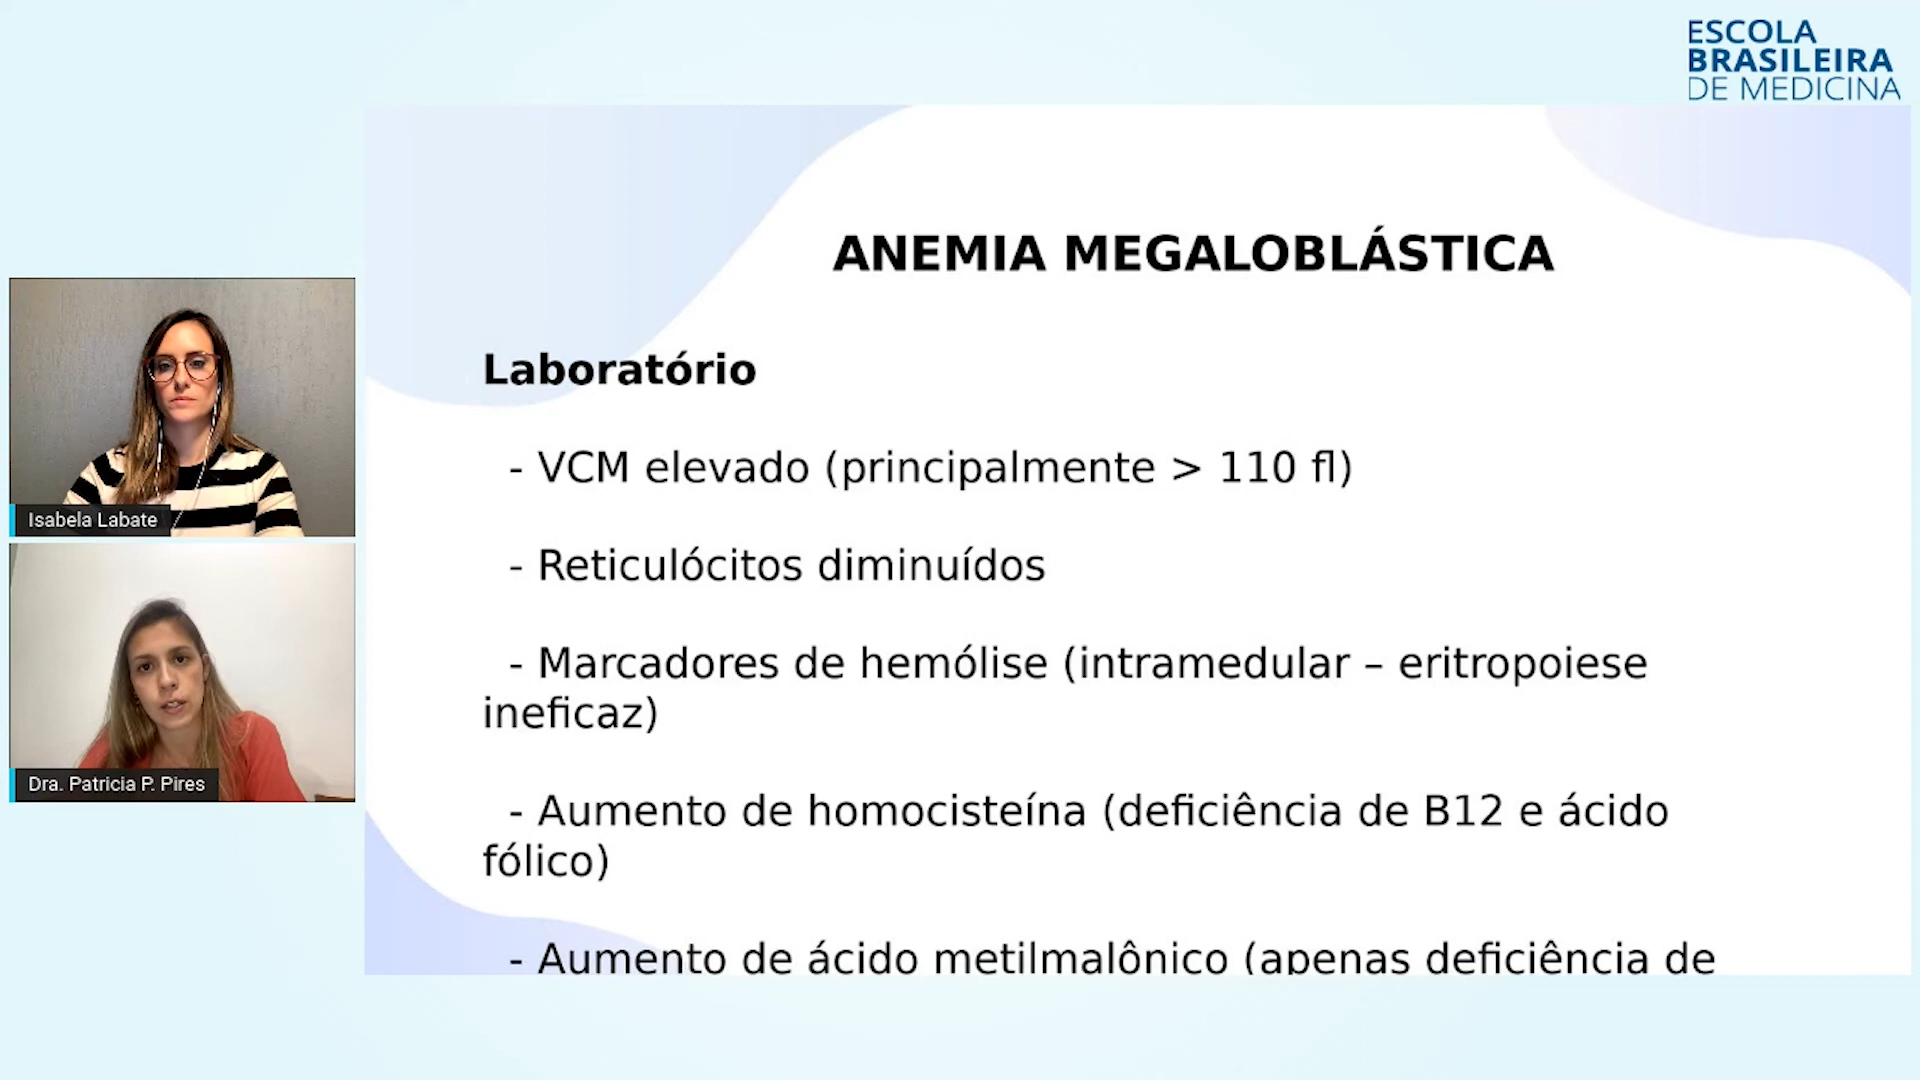 ESCOLA
BRASILEIRA
DE MEDICINA
ANEMIA MEGALOBLÁSTICA
Laboratório
- VCM elevado (principalmente > 110 fl)
- Reticulócitos diminuídos
- Marcadores de hemólise (intramedular – eritropoiese
ineficaz)
- Aumento de homocisteína (deficiência de B12 e ácido
fólico)
- Aumento de ácido metilmalônico (apenas deficiência de
Isabela Labate
Dra. Patricia P. Pires